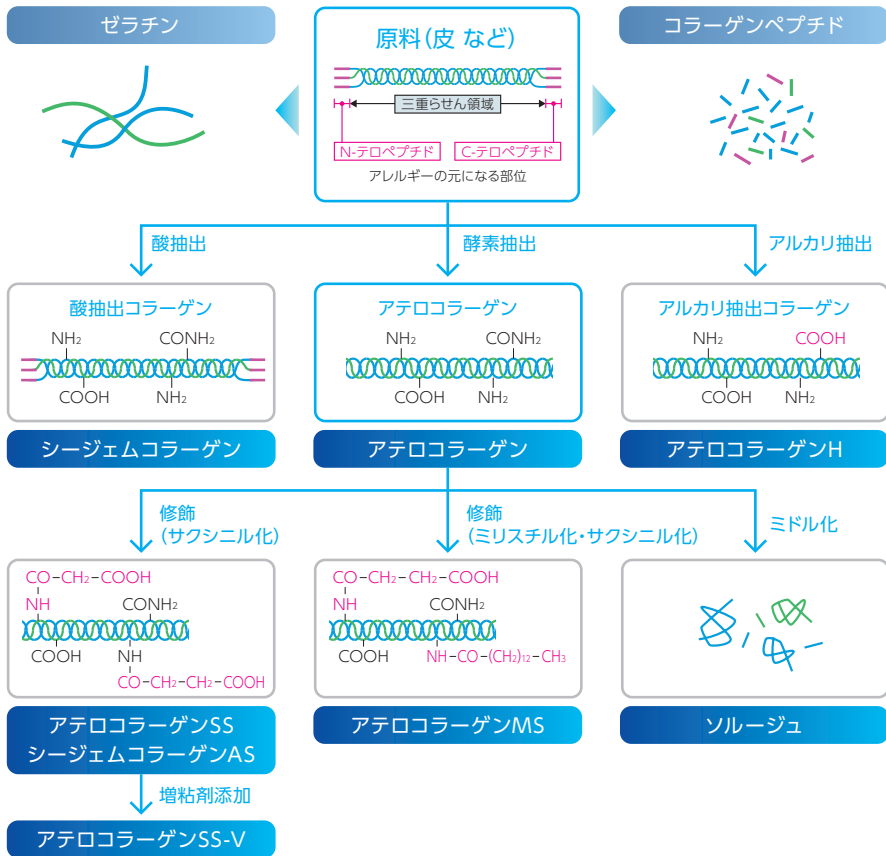 ゼラチン
原料(皮 など)
コラーゲンペプチド
三重らせん領域
N-テロペプチド
C-テロペプチド
アレルギーの元になる部位
酸抽出
酵素抽出
アルカリ抽出
酸抽出コラーゲン
NH₂
CONH₂
COOH
NH₂
シージェムコラーゲン
アテロコラーゲン
NH₂
CONH₂
COOH
NH₂
アテロコラーゲン
アルカリ抽出コラーゲン
NH₂
COOH
COOH
NH₂
アテロコラーゲンH
修飾
(サクシニル化)
修飾
(ミリスチル化・サクシニル化)
ミドル化
CO-CH₂-COOH
NH
CONH₂
COOH
NH
CO-CH₂-CH₂-COOH
アテロコラーゲンSS
シージェムコラーゲンAS
CO-CH₂-CH₂-COOH
NH
CONH₂
COOH
NH-CO-(CH₂)₁₂-CH₃
アテロコラーゲンMS
ソルージュ
増粘剤添加
アテロコラーゲンSS-V